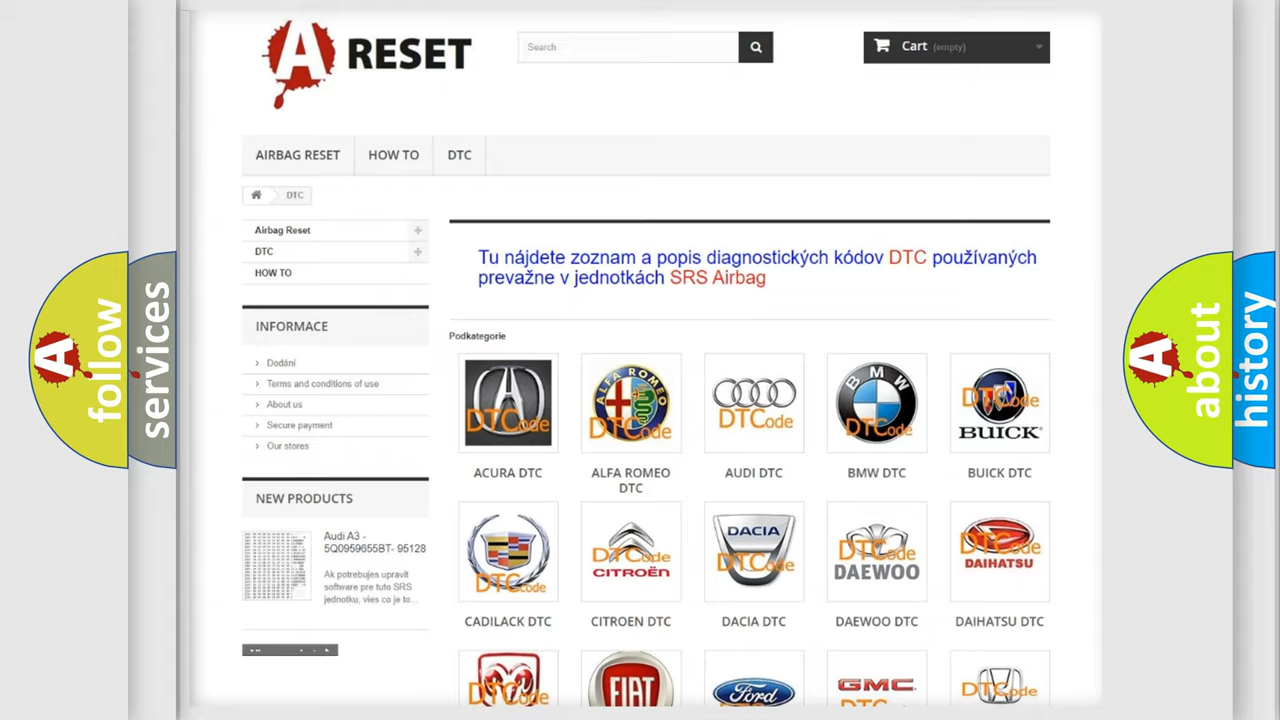 A RESET
Search
Cart (empty)
AIRBAG RESET
HOW TO
DTC
DTC
Airbag Reset
DTC
HOW TO
INFORMACE
Dodání
Terms and conditions of use
About us
Secure payment
Our stores
NEW PRODUCTS
Audi A3 -
5Q0959655BT- 95128
Ak potrebujes upravit
software pre tuto SRS
jednotku, vies co je to...
Tu nájdete zoznam a popis diagnostických kódov DTC používaných
prevažne v jednotkách SRS Airbag
Podkategorie
DTCode
ACURA DTC
ALFA ROMEO
DTCode
ALFA ROMEO
DTC
DTCode
AUDI DTC
BMW
DTCode
BMW DTC
DTCode
BUICK
BUICK DTC
DTCode
CADILACK DTC
DTCode
CITROËN
CITROEN DTC
DACIA
DTCode
DACIA DTC
DTCode
DAEWOO
DAEWOO DTC
DTCode
DAIHATSU
DAIHATSU DTC
DTCode
FIAT
Ford
GMC
DTCode
A follow
services
A about
history